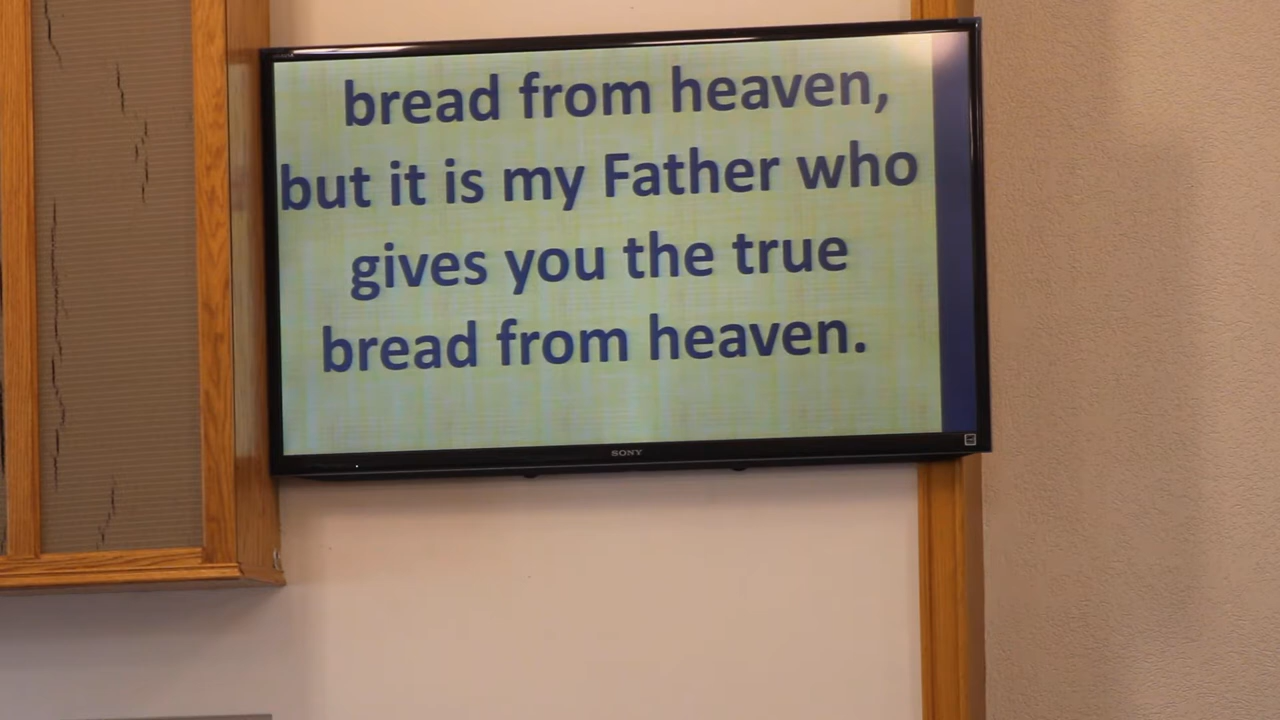 bread from heaven,
but it is my Father who
gives you the true
bread from heaven.
SONY